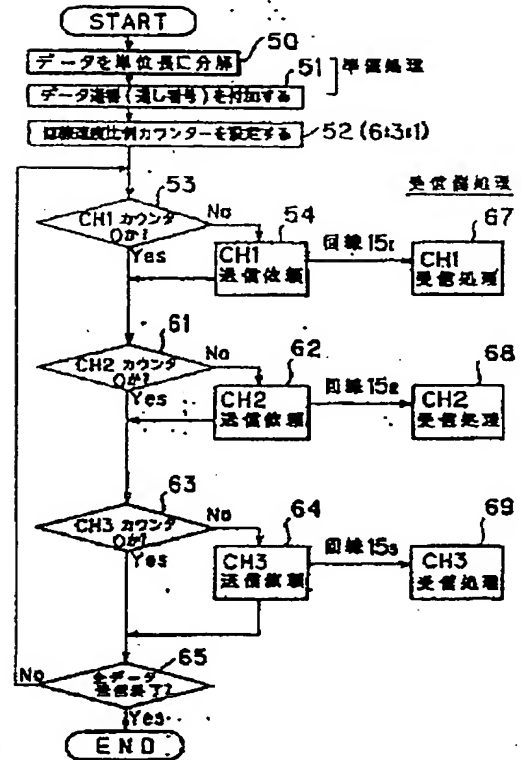 START
50
データを単位長に分解
51
準備処理
データ連番(通し番号)を付加する
回線速度比例カウンターを設定する
52 (6:3:1)
受信側処理
53
CH1 カウンタ
0か?
No
Yes
54
CH1
送信依頼
回線 15₁
67
CH1
受信処理
61
CH2 カウンタ
0か?
No
Yes
62
CH2
送信依頼
回線 15₂
68
CH2
受信処理
63
CH3 カウンタ
0か?
No
Yes
64
CH3
送信依頼
回線 15₃
69
CH3
受信処理
65
全データ
送信終了?
No
Yes
END